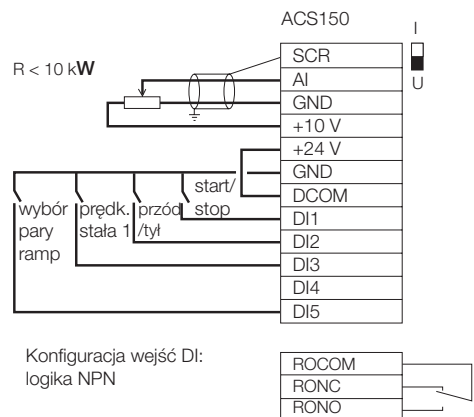 ACS150
I
U
R < 10 kW
SCR
AI
GND
+10 V
+24 V
GND
DCOM
DI1
DI2
DI3
DI4
DI5
start/
stop
przód
/tył
prędk.
stała 1
wybór
pary
ramp
Konfiguracja wejść DI:
logika NPN
ROCOM
RONC
RONO